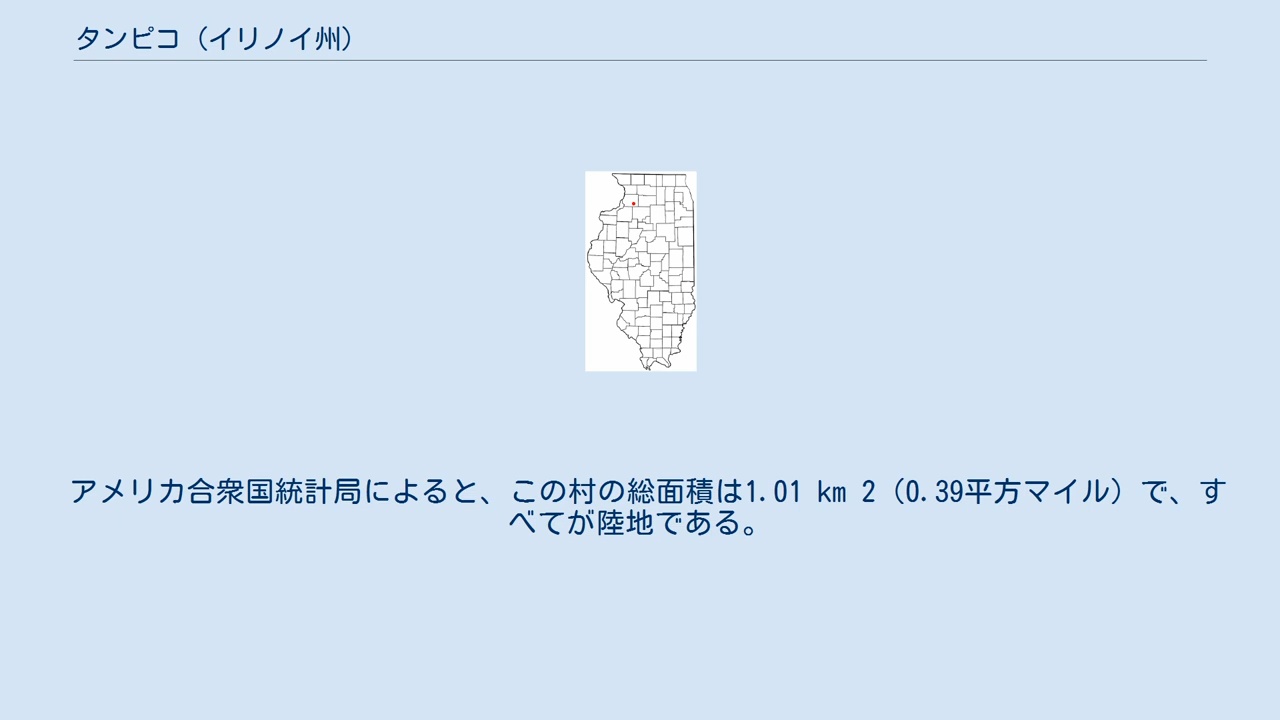 タンピコ（イリノイ州）
アメリカ合衆国統計局によると、この村の総面積は1.01 km 2（0.39平方マイル）で、す
べてが陸地である。